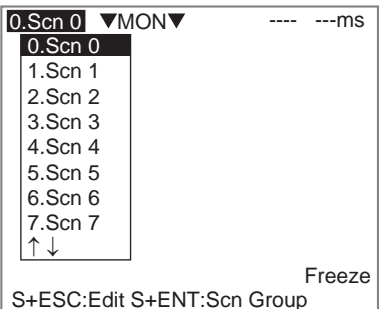 0.Scn 0 ▼MON▼ ---- ---ms
0.Scn 0
1.Scn 1
2.Scn 2
3.Scn 3
4.Scn 4
5.Scn 5
6.Scn 6
7.Scn 7
↑↓
Freeze
S+ESC:Edit S+ENT:Scn Group